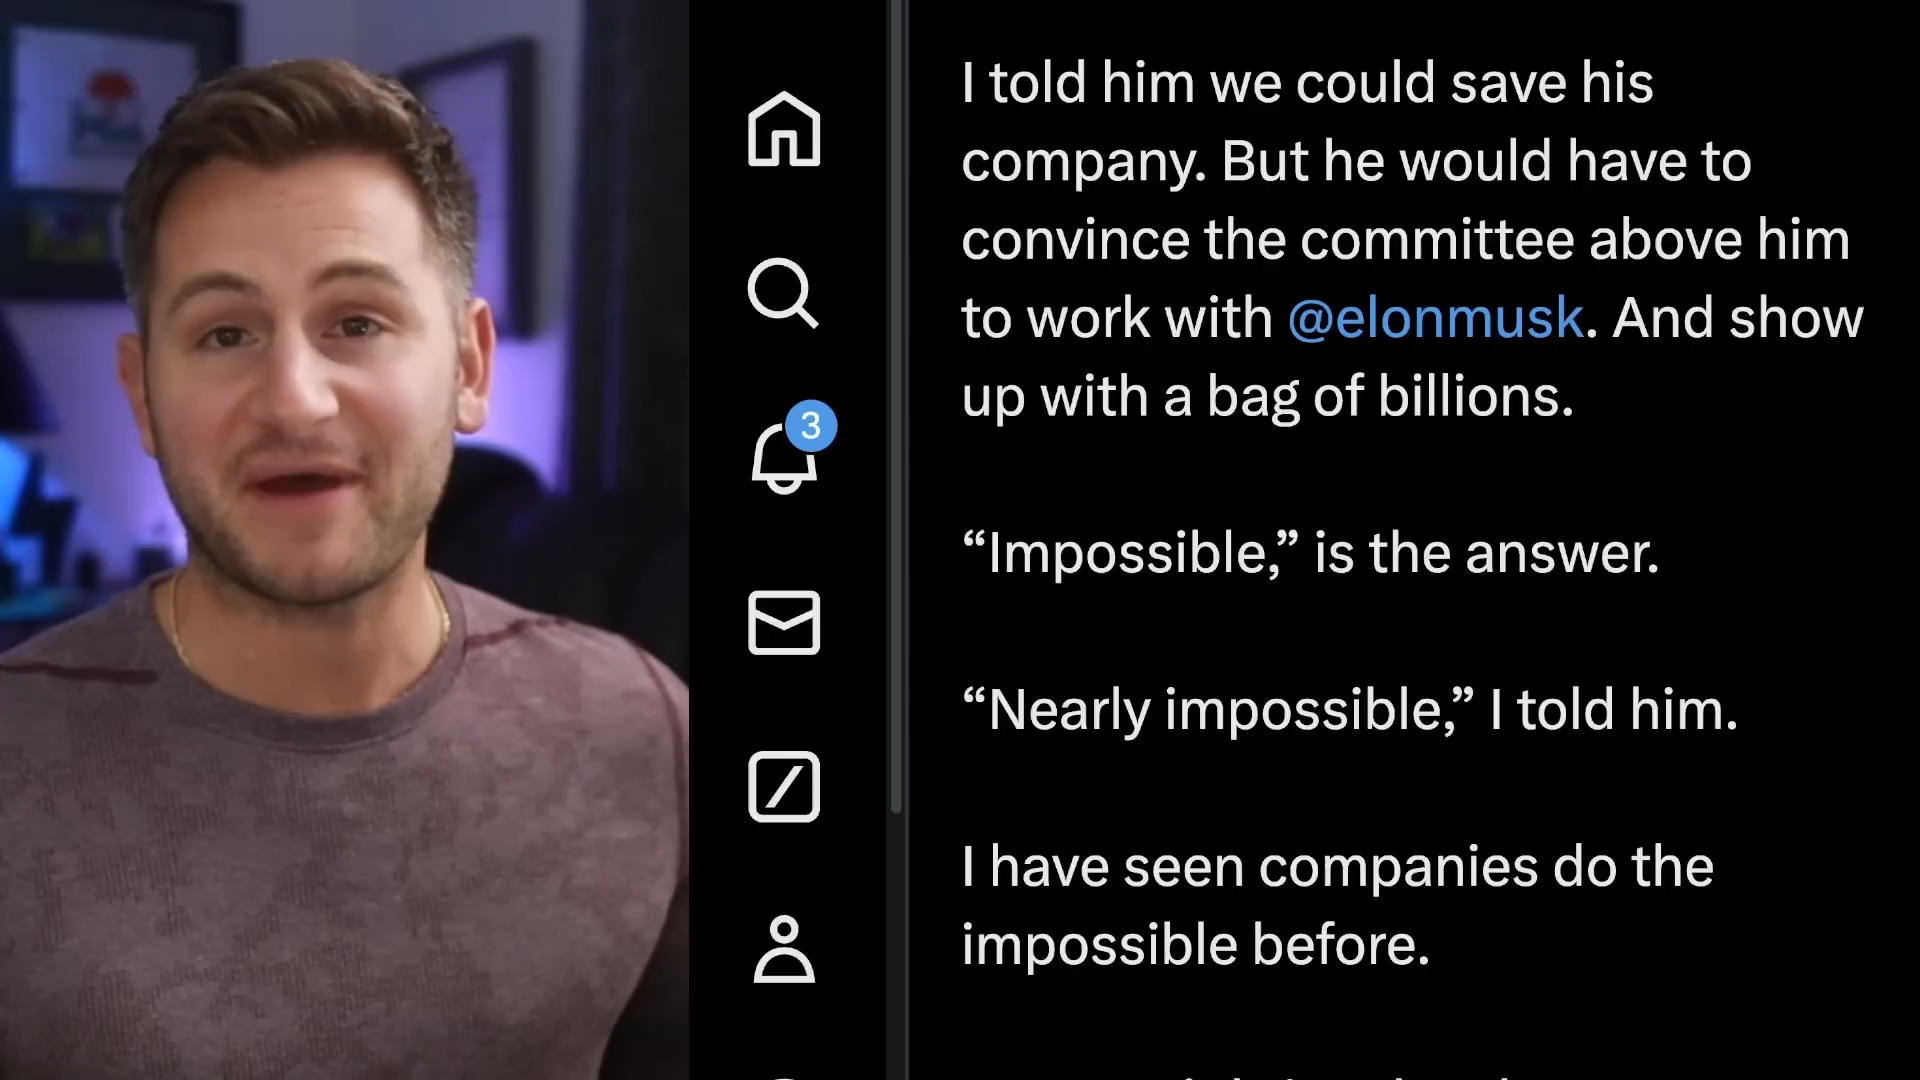 I told him we could save his
company. But he would have to
convince the committee above him
to work with @elonmusk. And show
up with a bag of billions.
“Impossible,” is the answer.
“Nearly impossible,” I told him.
I have seen companies do the
impossible before.
3